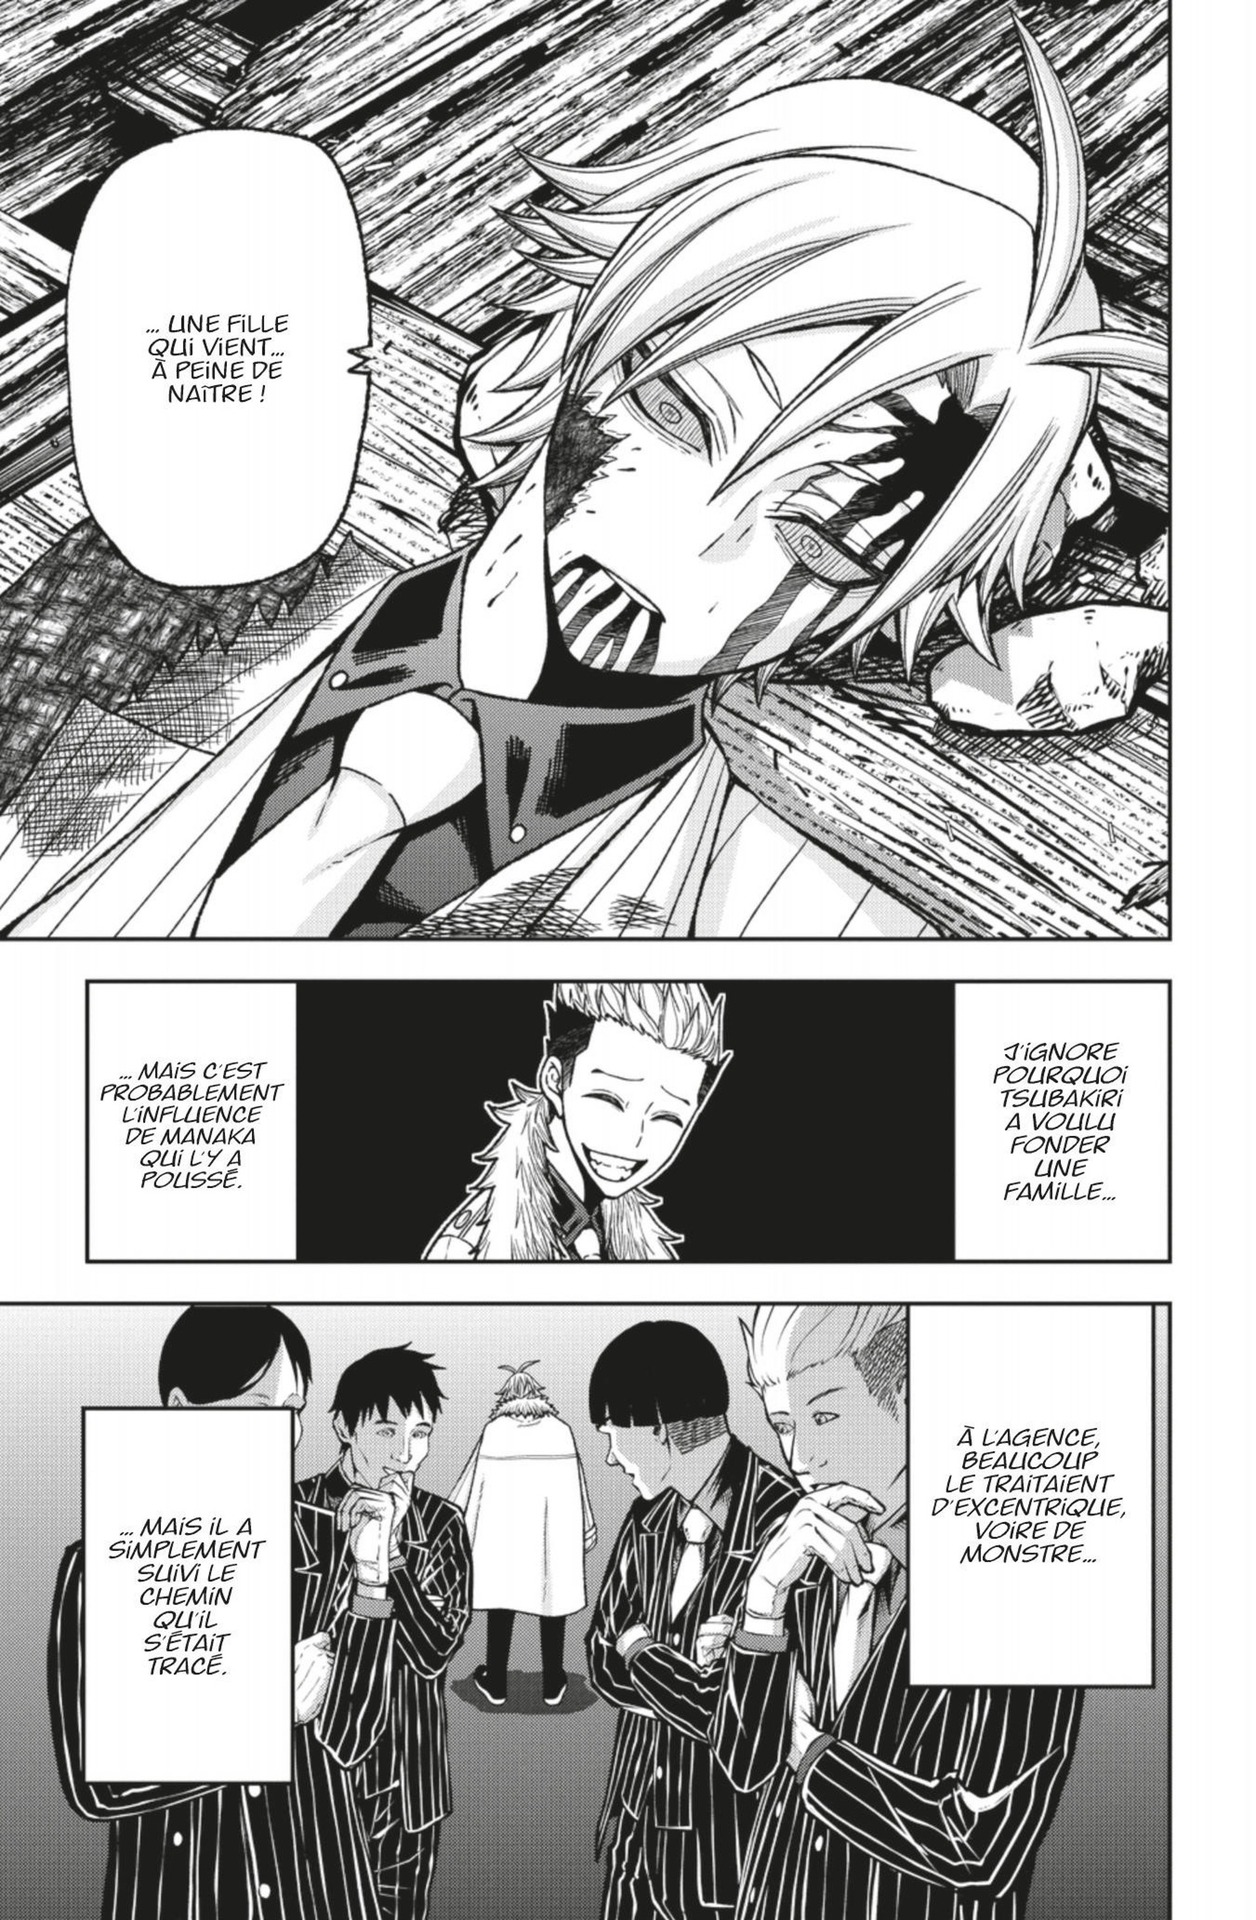 ... UNE FILLE
QUI VIENT...
À PEINE DE
NAÎTRE !
J'IGNORE
POURQUOI
TSUBAKIRI
A VOULU
FONDER
UNE
FAMILLE...
... MAIS C'EST
PROBABLEMENT
L'INFLUENCE
DE MANAKA
QUI L'Y A
POUSSÉ.
À L'AGENCE,
BEAUCOUP
LE TRAITAIENT
D'EXCENTRIQUE,
VOIRE DE
MONSTRE...
... MAIS IL A
SIMPLEMENT
SUIVI LE
CHEMIN
QU'IL
S'ÉTAIT
TRACÉ.